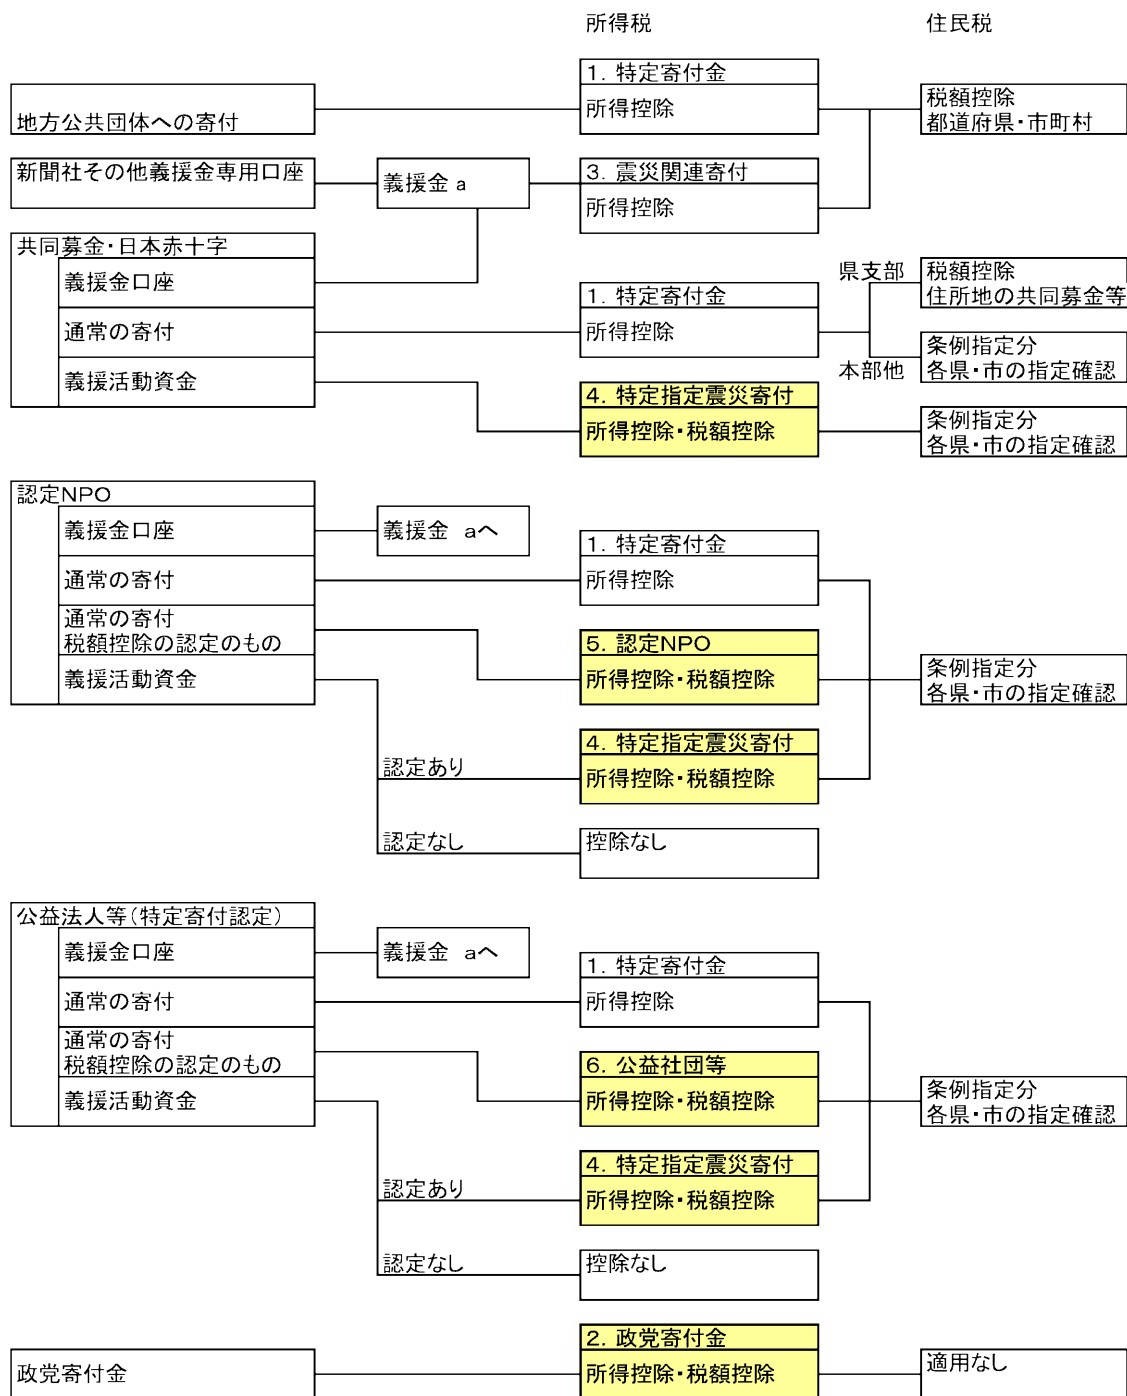 所得税
住民税
1. 特定寄付金
地方公共団体への寄付
所得控除
税額控除
都道府県・市町村
新聞社その他義援金専用口座
義援金 a
3. 震災関連寄付
所得控除
共同募金・日本赤十字
義援金口座
通常の寄付
義援活動資金
1. 特定寄付金
所得控除
県支部
税額控除
住所地の共同募金等
本部他
条例指定分
各県・市の指定確認
4. 特定指定震災寄付
所得控除・税額控除
条例指定分
各県・市の指定確認
認定NPO
義援金口座
義援金 aへ
通常の寄付
1. 特定寄付金
所得控除
通常の寄付
税額控除の認定のもの
5. 認定NPO
所得控除・税額控除
義援活動資金
条例指定分
各県・市の指定確認
認定あり
4. 特定指定震災寄付
所得控除・税額控除
認定なし
控除なし
公益法人等(特定寄付認定)
義援金口座
義援金 aへ
通常の寄付
1. 特定寄付金
所得控除
通常の寄付
税額控除の認定のもの
6. 公益社団等
所得控除・税額控除
義援活動資金
条例指定分
各県・市の指定確認
認定あり
4. 特定指定震災寄付
所得控除・税額控除
認定なし
控除なし
政党寄付金
2. 政党寄付金
所得控除・税額控除
適用なし